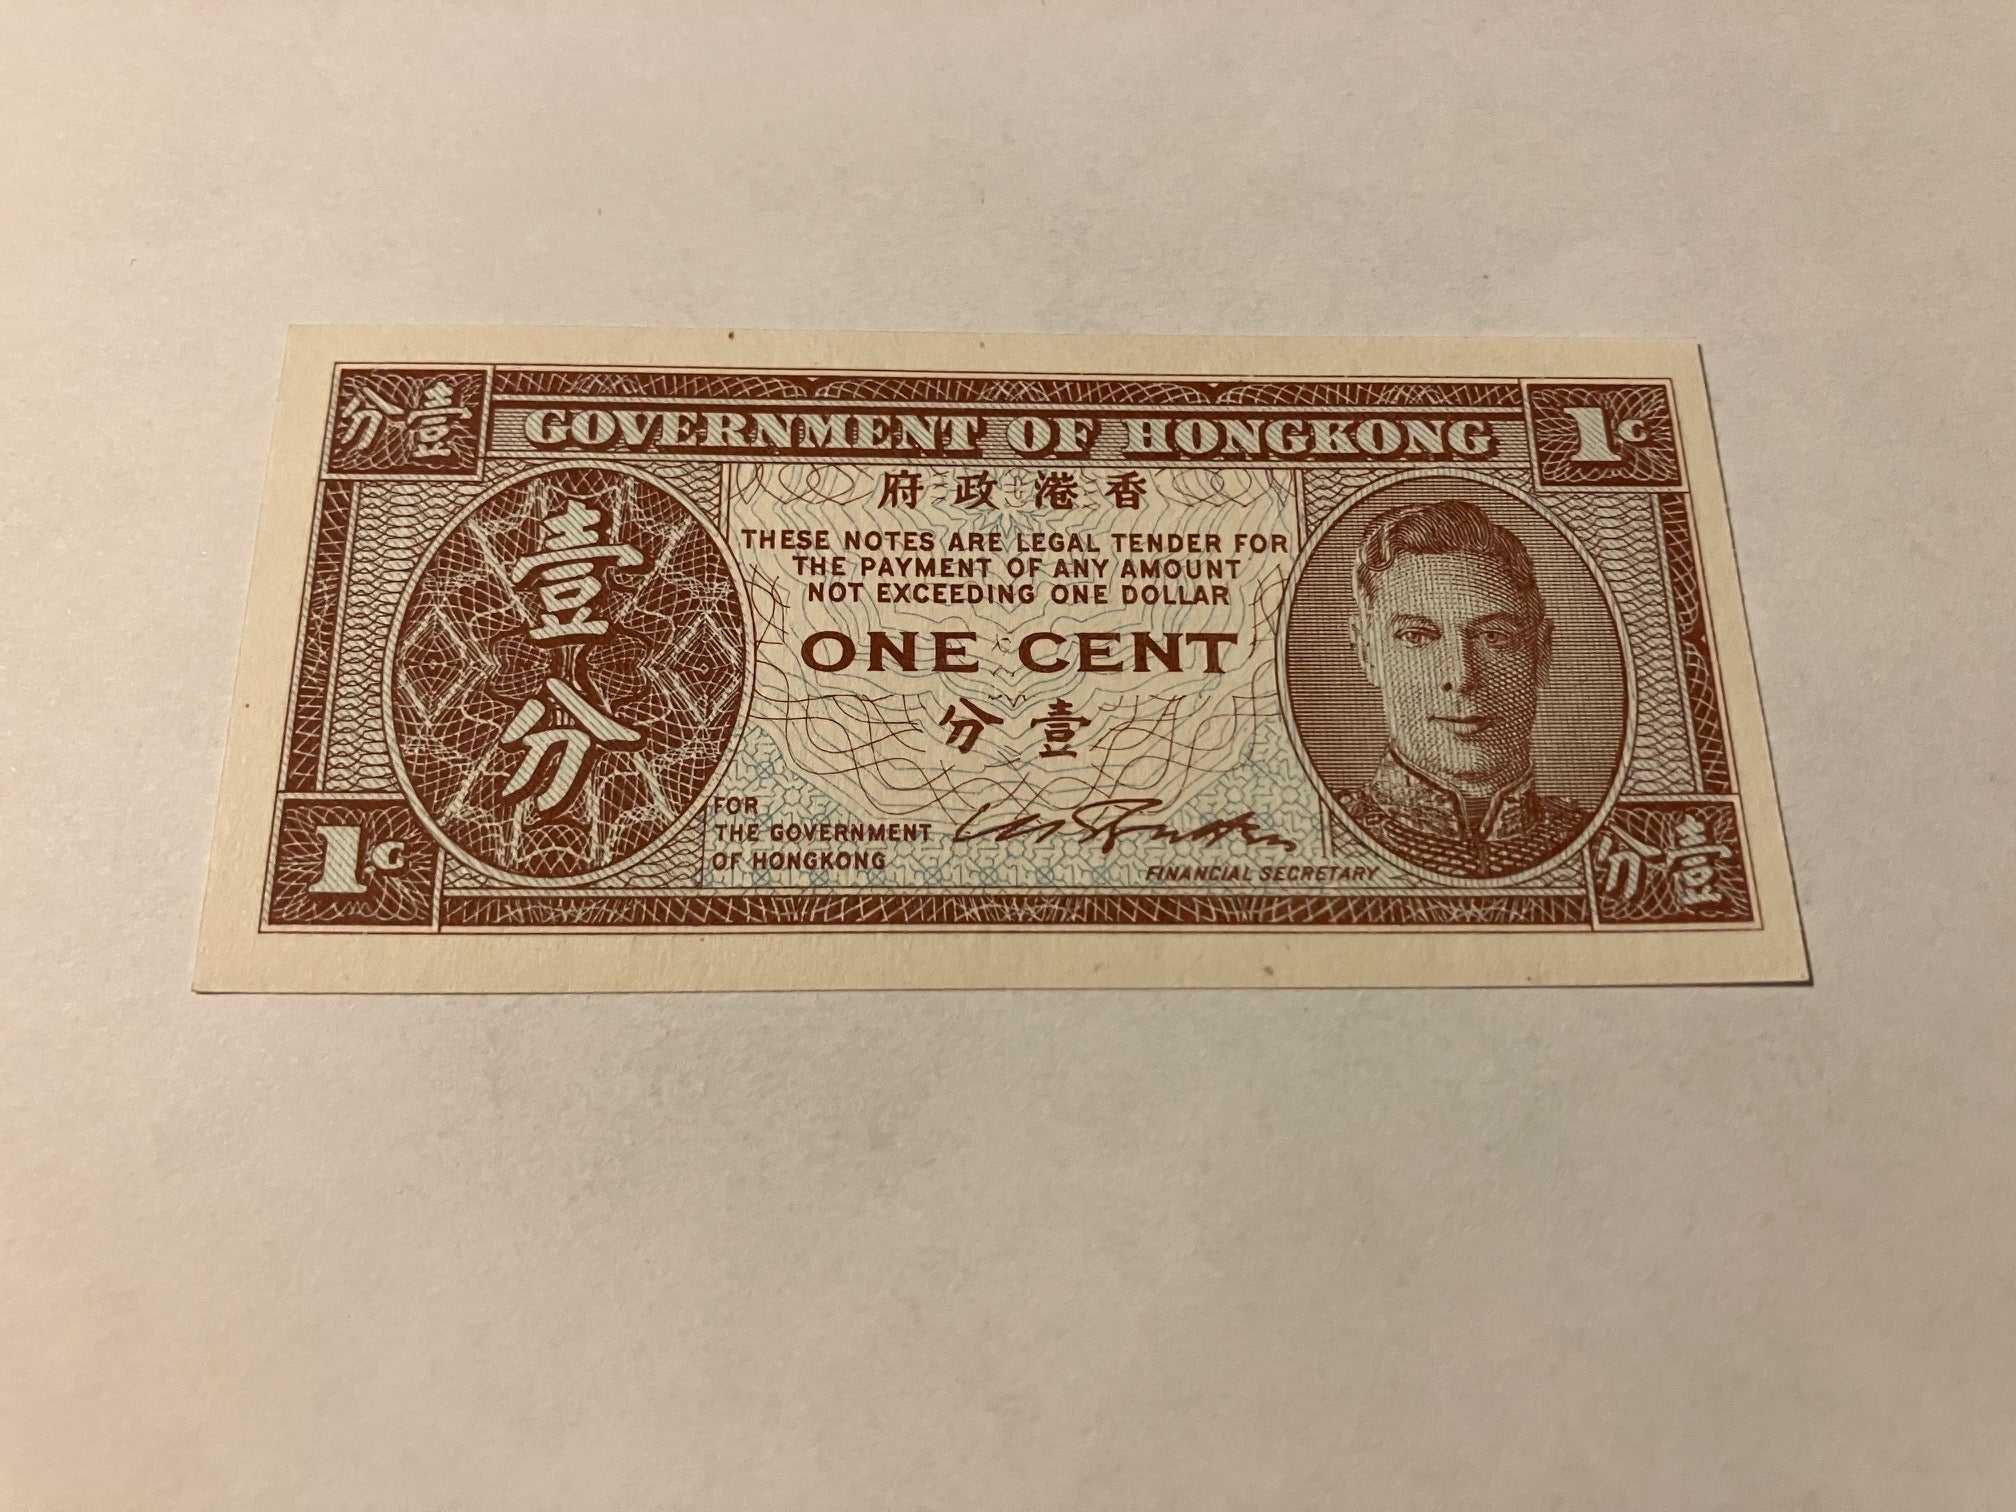 分壹
GOVERNMENT OF HONGKONG
1C
府政港香
THESE NOTES ARE LEGAL TENDER FOR
THE PAYMENT OF ANY AMOUNT
NOT EXCEEDING ONE DOLLAR
壹
分
ONE CENT
分壹
FOR
THE GOVERNMENT
OF HONGKONG
FINANCIAL SECRETARY
1C
分壹